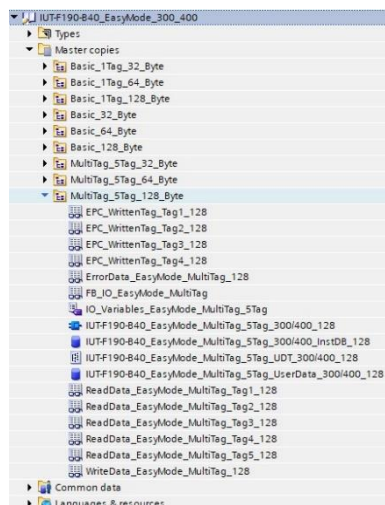 IUT-F190-B40_EasyMode_300_400
Types
Master copies
Basic_1Tag_32_Byte
Basic_1Tag_64_Byte
Basic_1Tag_128_Byte
Basic_32_Byte
Basic_64_Byte
Basic_128_Byte
MultiTag_5Tag_32_Byte
MultiTag_5Tag_64_Byte
MultiTag_5Tag_128_Byte
EPC_WrittenTag_Tag1_128
EPC_WrittenTag_Tag2_128
EPC_WrittenTag_Tag3_128
EPC_WrittenTag_Tag4_128
ErrorData_EasyMode_MultiTag_128
FB_IO_EasyMode_MultiTag
IO_Variables_EasyMode_MultiTag_5Tag
IUT-F190-B40_EasyMode_MultiTag_5Tag_300/400_128
IUT-F190-B40_EasyMode_MultiTag_5Tag_300/400_InstDB_128
IUT-F190-B40_EasyMode_MultiTag_5Tag_UDT_300/400_128
IUT-F190-B40_EasyMode_MultiTag_5Tag_UserData_300/400_128
ReadData_EasyMode_MultiTag_Tag1_128
ReadData_EasyMode_MultiTag_Tag2_128
ReadData_EasyMode_MultiTag_Tag3_128
ReadData_EasyMode_MultiTag_Tag4_128
ReadData_EasyMode_MultiTag_Tag5_128
WriteData_EasyMode_MultiTag_128
Common data
Languages & resources